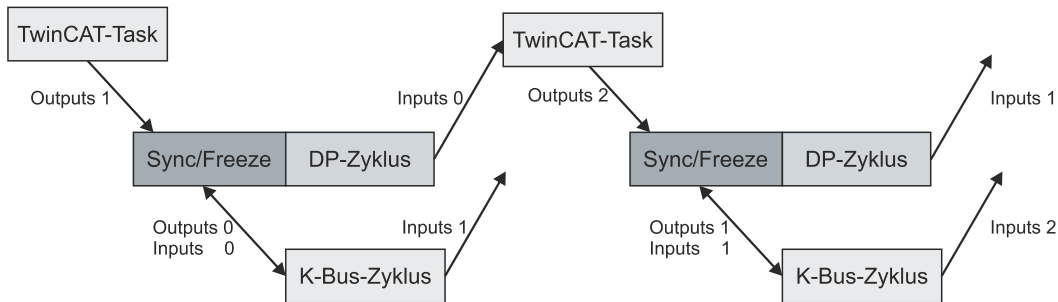 TwinCAT-Task
Outputs 1
Inputs 0
Sync/Freeze
DP-Zyklus
Outputs 0
Inputs 0
Inputs 1
K-Bus-Zyklus
TwinCAT-Task
Outputs 2
Inputs 1
Sync/Freeze
DP-Zyklus
Outputs 1
Inputs 1
Inputs 2
K-Bus-Zyklus